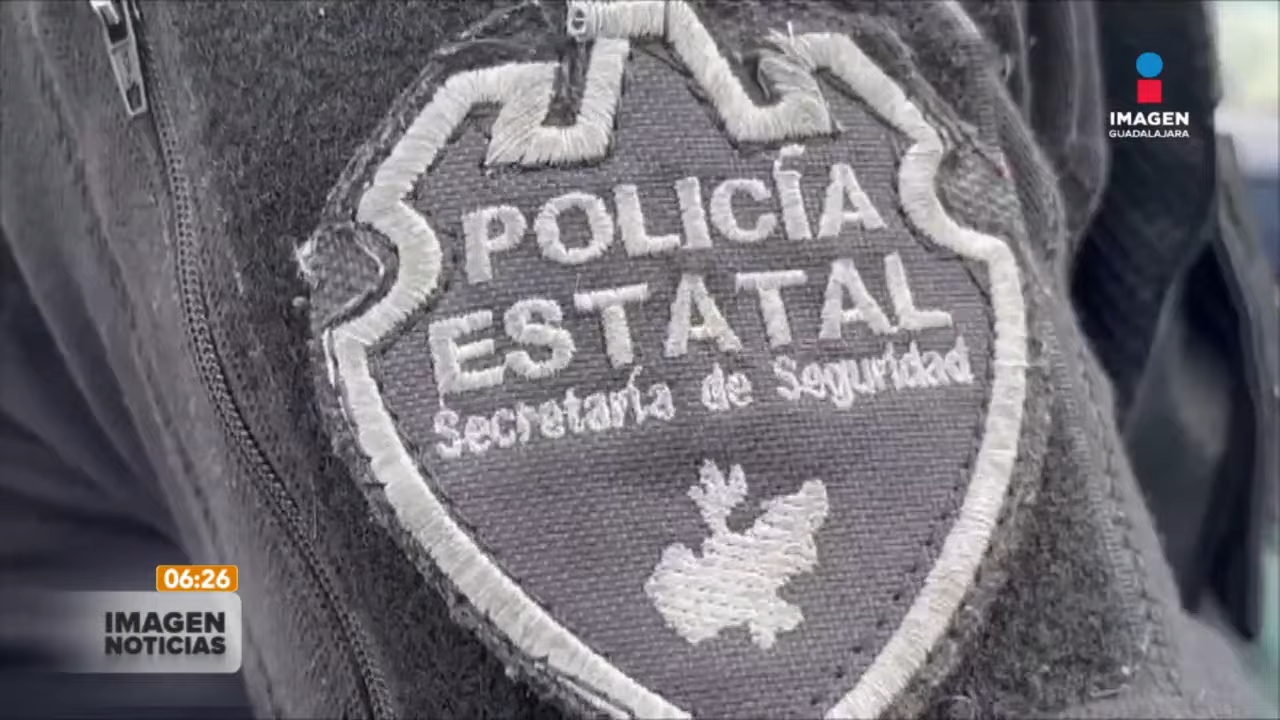 IMAGEN
GUADALAJARA
POLICÍA
ESTATAL
Secretaría de Seguridad
06:26
IMAGEN
NOTICIAS